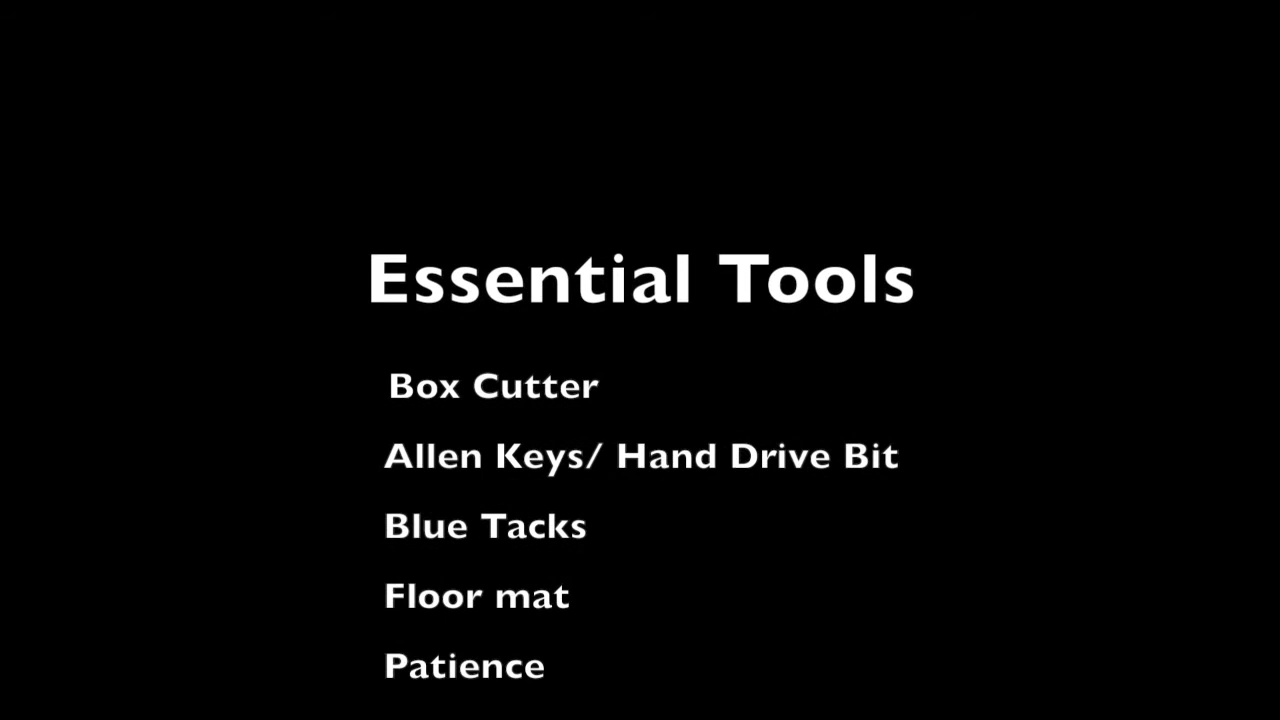 Essential Tools
Box Cutter
Allen Keys/ Hand Drive Bit
Blue Tacks
Floor mat
Patience